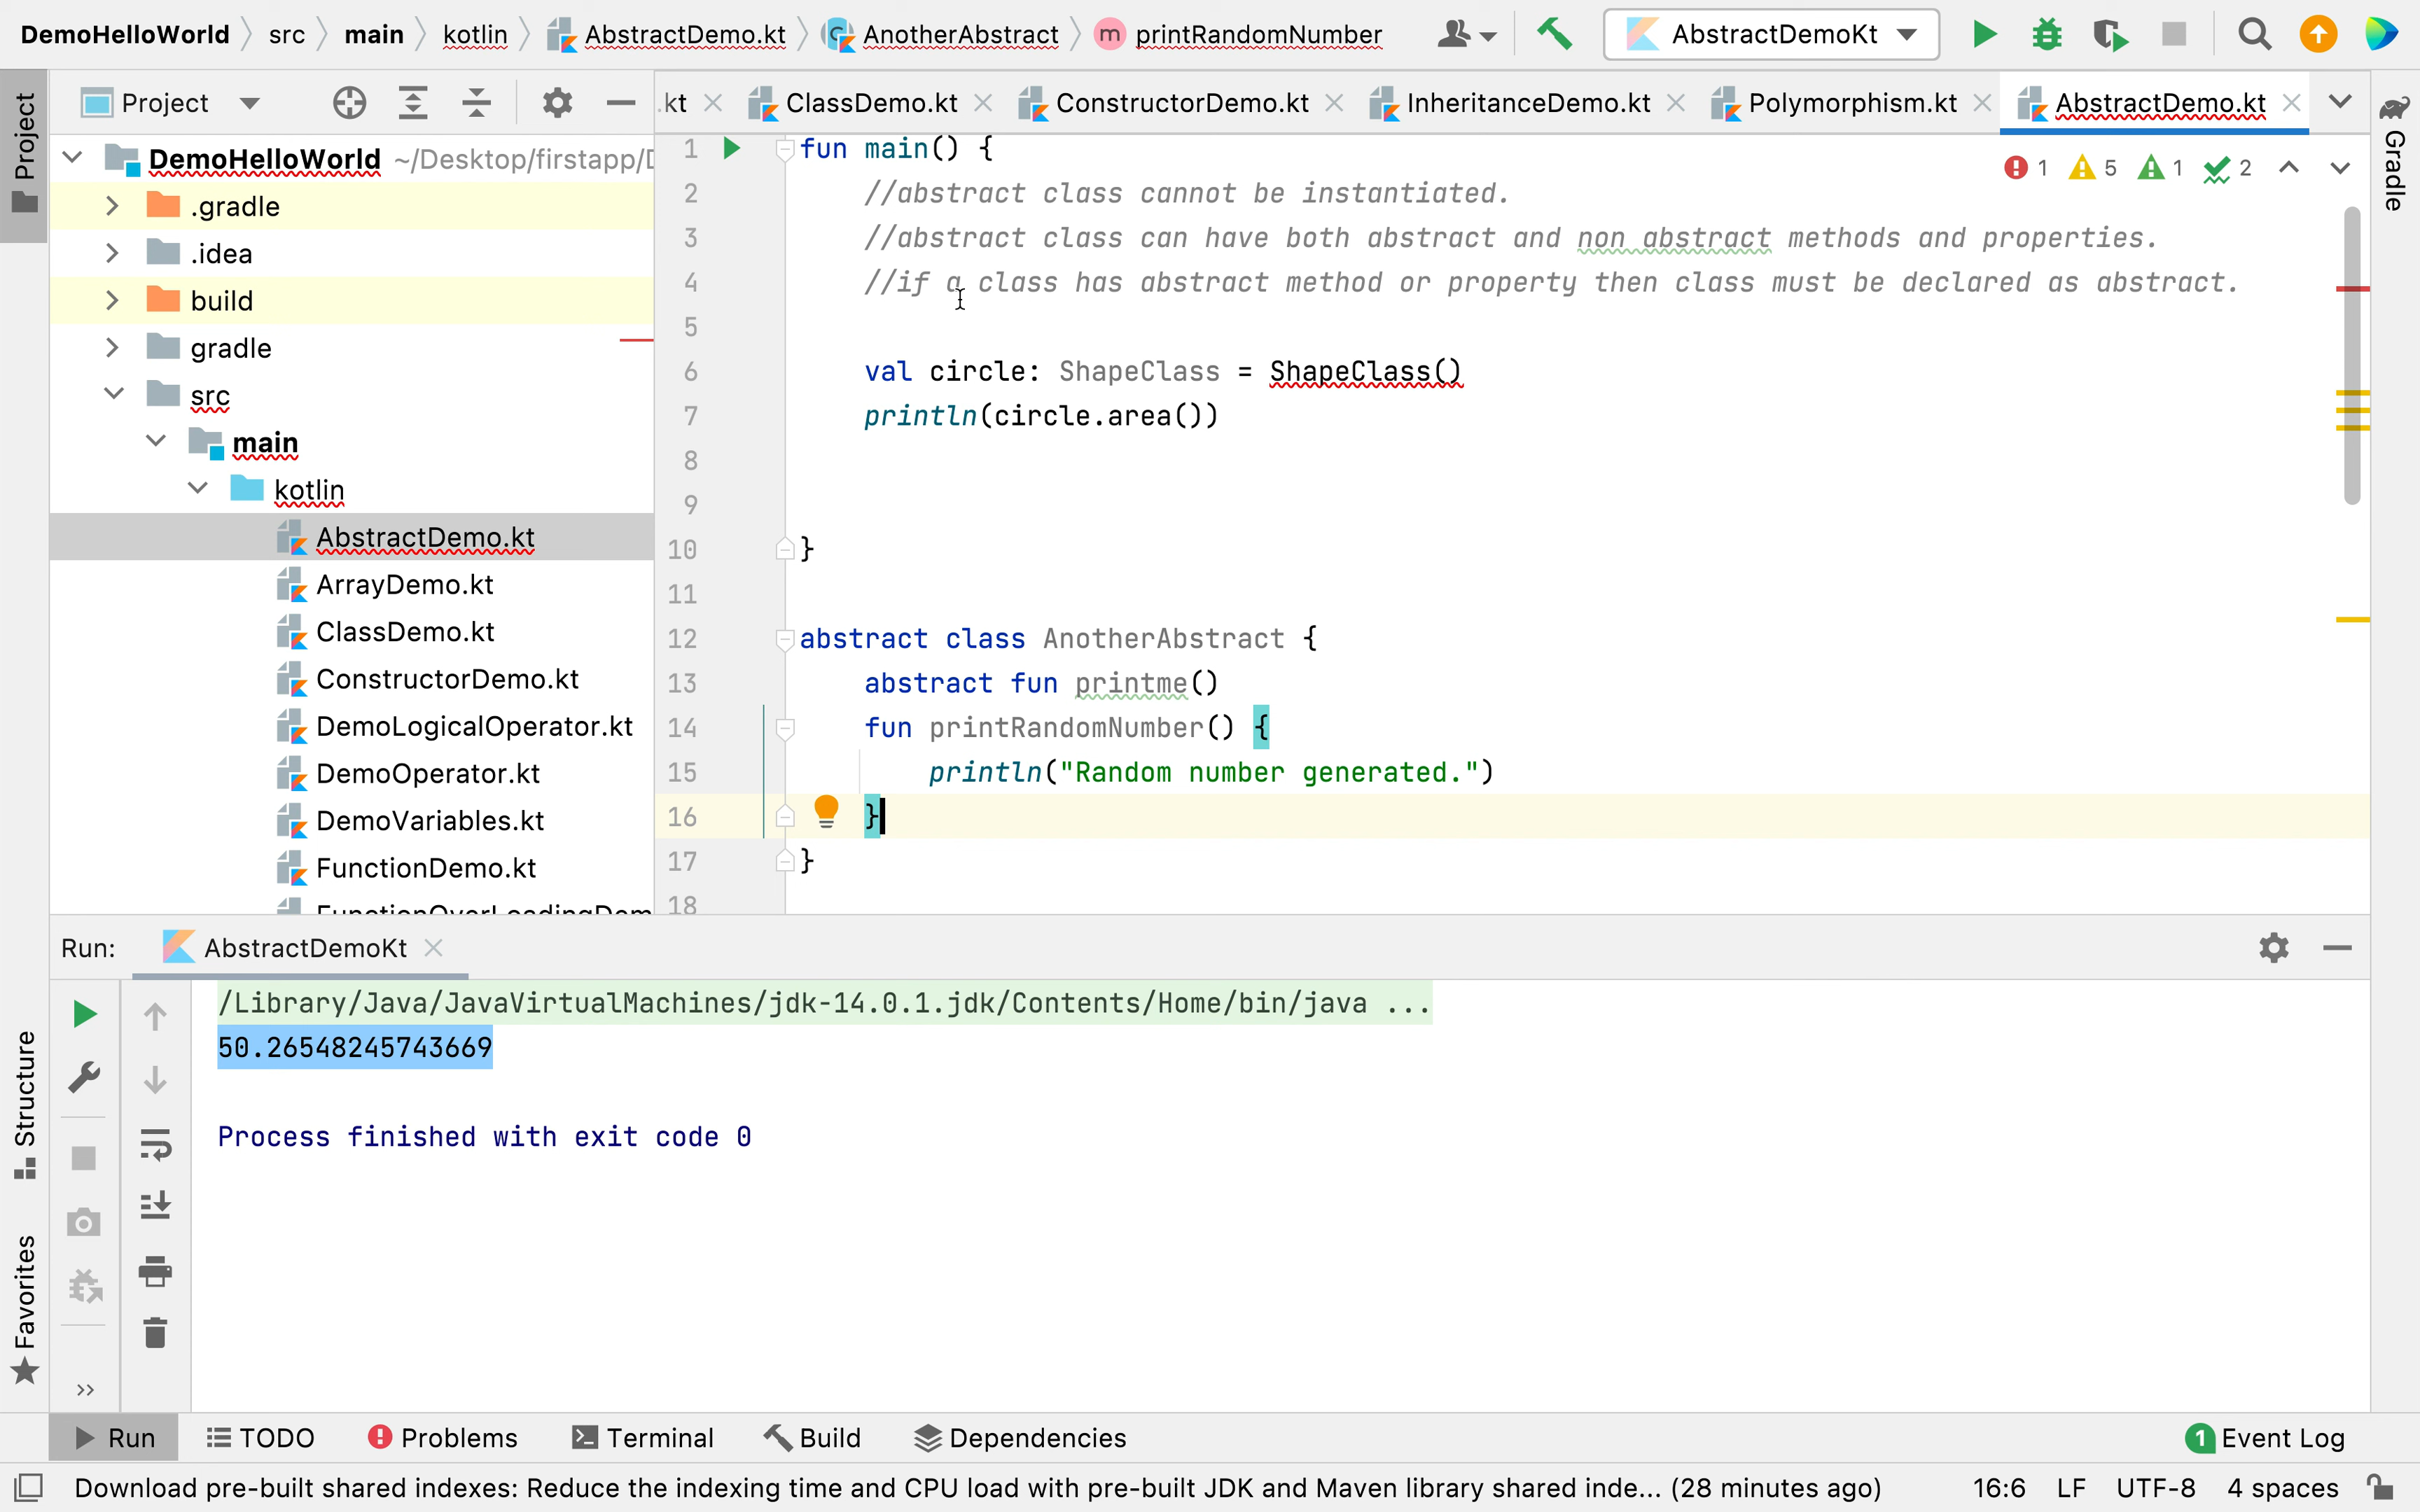 DemoHelloWorld src main kotlin AbstractDemo.kt AnotherAbstract m printRandomNumber AbstractDemoKt
Project .kt ClassDemo.kt ConstructorDemo.kt InheritanceDemo.kt Polymorphism.kt AbstractDemo.kt
Project
Gradle
DemoHelloWorld ~/Desktop/firstapp/
.gradle
.idea
build
gradle
src
main
kotlin
AbstractDemo.kt
ArrayDemo.kt
ClassDemo.kt
ConstructorDemo.kt
DemoLogicalOperator.kt
DemoOperator.kt
DemoVariables.kt
FunctionDemo.kt
1 5 1 2
1 fun main() {
2 //abstract class cannot be instantiated.
3 //abstract class can have both abstract and non abstract methods and properties.
4 //if a class has abstract method or property then class must be declared as abstract.
5
6 val circle: ShapeClass = ShapeClass()
7 println(circle.area())
8
9
10 }
11
12 abstract class AnotherAbstract {
13 abstract fun printme()
14 fun printRandomNumber() {
15 println("Random number generated.")
16 }
17 }
18
Run: AbstractDemoKt
/Library/Java/JavaVirtualMachines/jdk-14.0.1.jdk/Contents/Home/bin/java ...
50.26548245743669
Process finished with exit code 0
Structure
Favorites
Run TODO Problems Terminal Build Dependencies 1 Event Log
Download pre-built shared indexes: Reduce the indexing time and CPU load with pre-built JDK and Maven library shared inde... (28 minutes ago) 16:6 LF UTF-8 4 spaces